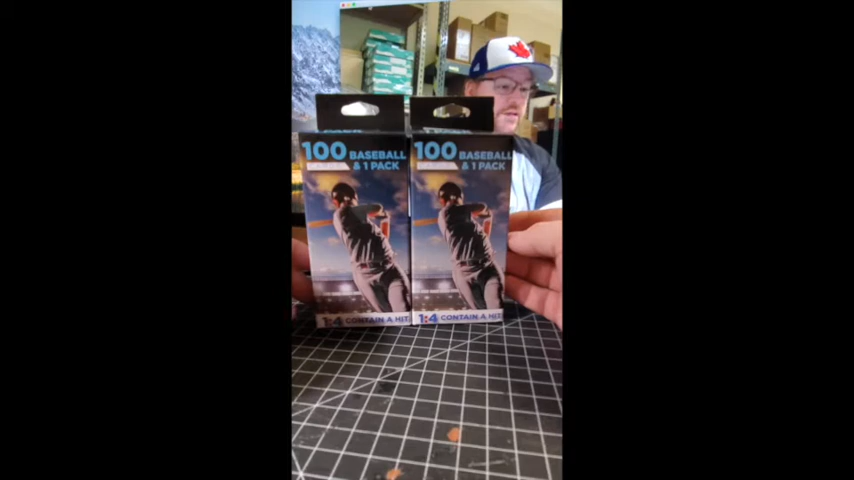 100 BASEBALL
& 1 PACK
100 BASEBALL
& 1 PACK
1:4 CONTAIN A HIT
1:4 CONTAIN A HIT